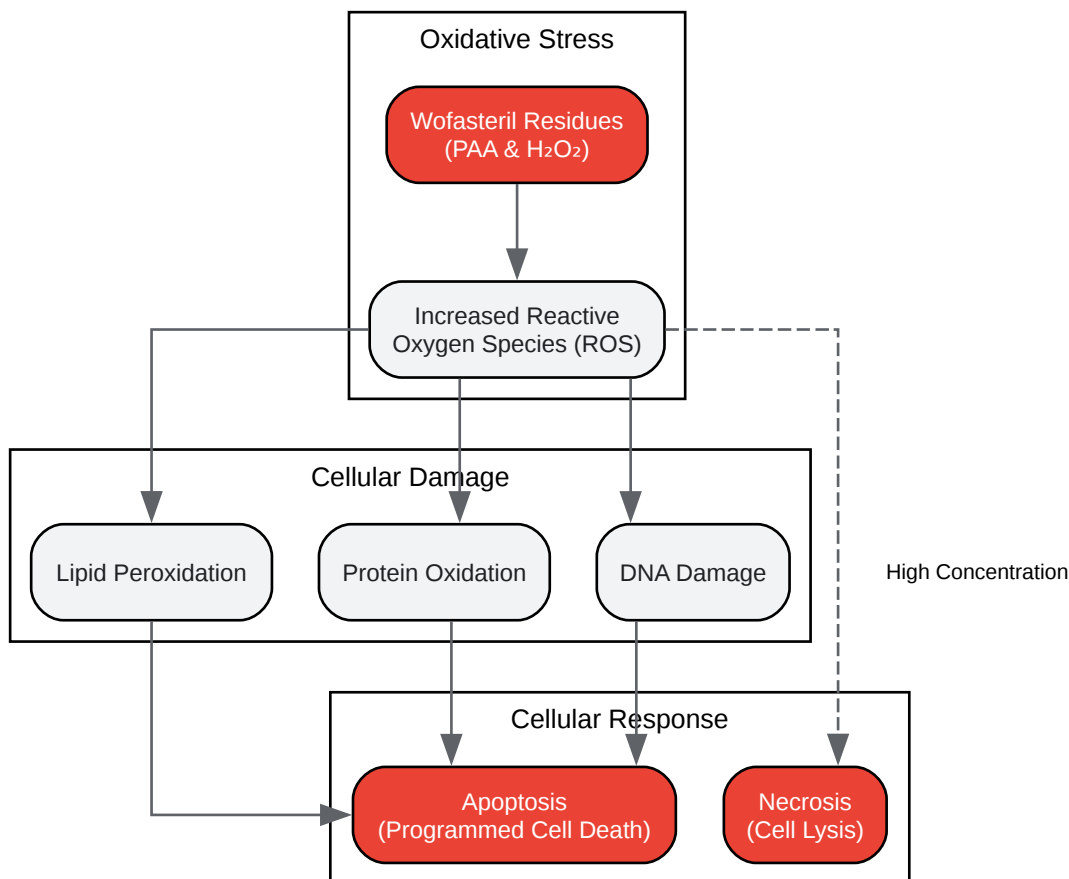 Oxidative Stress
Wofasteril Residues
(PAA & H₂O₂)
Increased Reactive
Oxygen Species (ROS)
Cellular Damage
Lipid Peroxidation
Protein Oxidation
DNA Damage
High Concentration
Cellular Response
Apoptosis
(Programmed Cell Death)
Necrosis
(Cell Lysis)